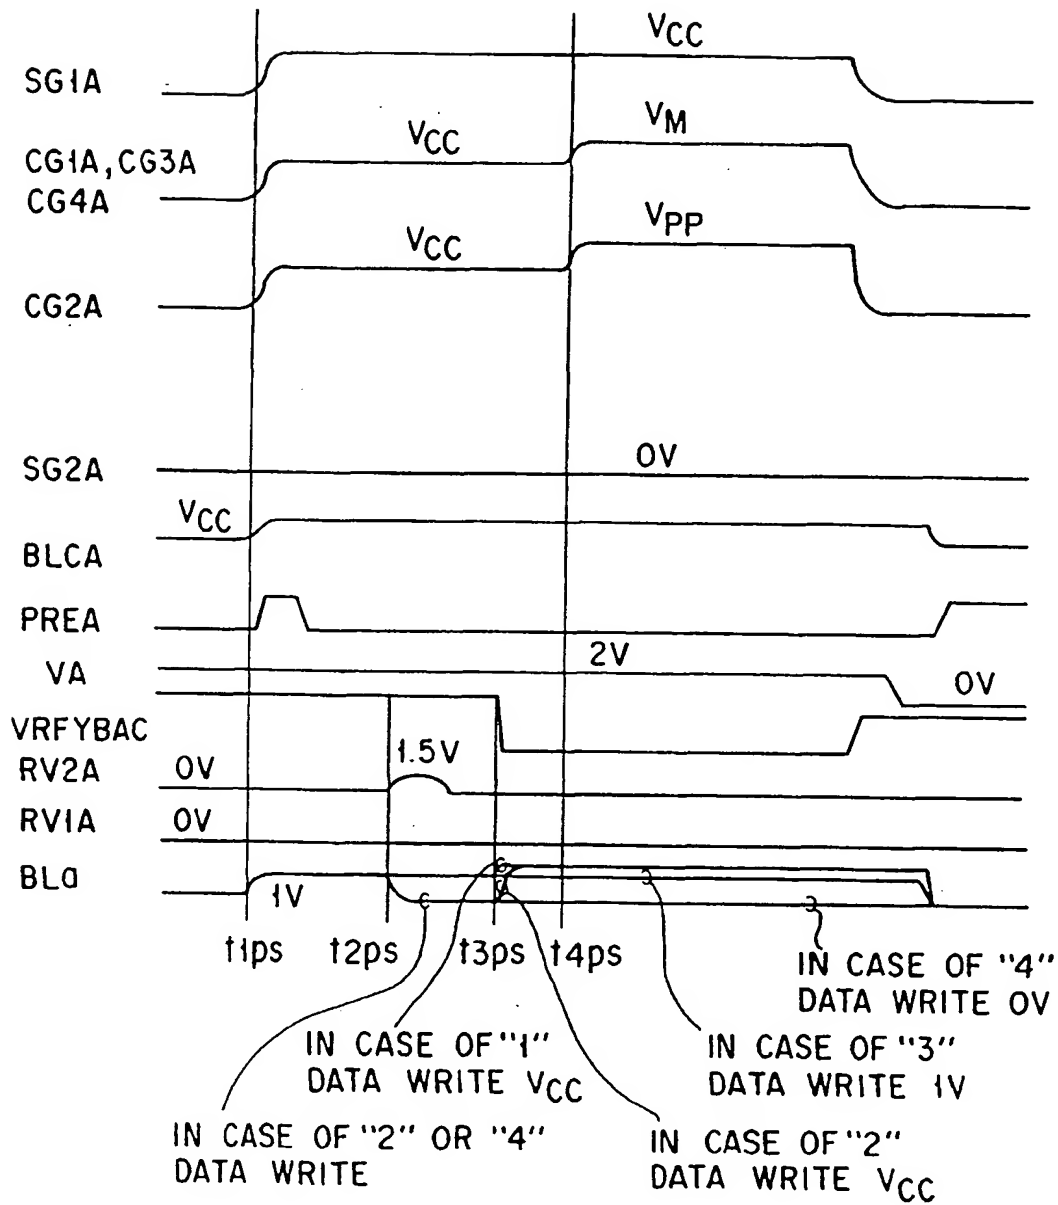 VCC
SG1A
VCC
VM
CG1A, CG3A
CG4A
VCC
VPP
CG2A
SG2A
0V
VCC
BLCA
PREA
2V
VA
0V
VRFYBAC
1.5V
RV2A
0V
RV1A
0V
BLa
1V
t1ps
t2ps
t3ps
t4ps
IN CASE OF "4"
DATA WRITE 0V
IN CASE OF "1"
DATA WRITE VCC
IN CASE OF "3"
DATA WRITE 1V
IN CASE OF "2" OR "4"
DATA WRITE
IN CASE OF "2"
DATA WRITE VCC